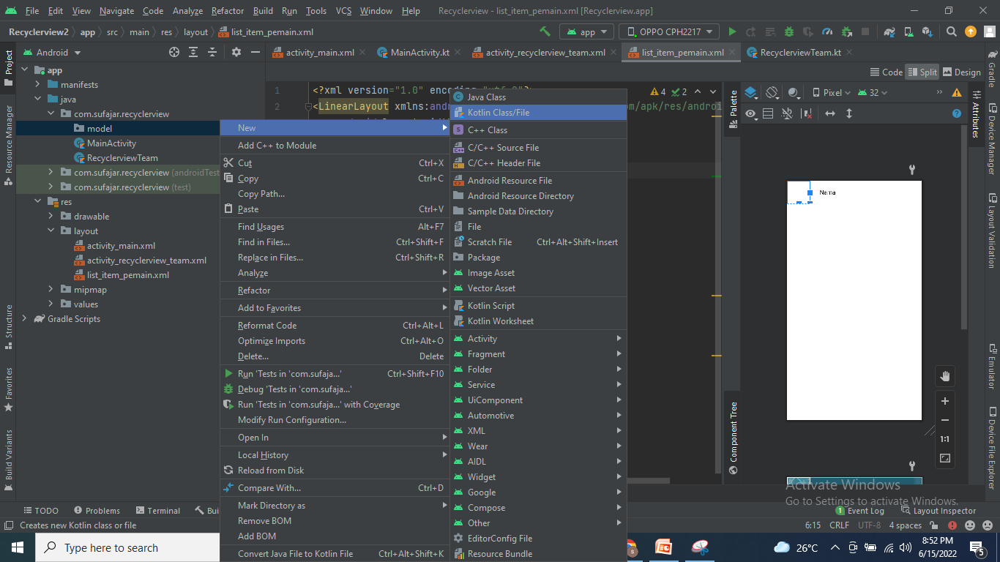 File Edit View Navigate Code Analyze Refactor Build Run Tools VCS Window Help Recyclerview - list_item_pemain.xml [Recyclerview.app]
Recyclerview2 app src main res layout list_item_pemain.xml app OPPO CPH2217
Project
Resource Manager
Structure
Favorites
Build Variants
Android
activity_main.xml MainActivity.kt activity_recyclerview_team.xml list_item_pemain.xml RecyclerviewTeam.kt
Code Split Design
app
manifests
java
com.sufajar.recyclerview
model
MainActivity
RecyclerviewTeam
com.sufajar.recyclerview (androidTest
com.sufajar.recyclerview (test)
res
drawable
layout
activity_main.xml
activity_recyclerview_team.xml
list_item_pemain.xml
mipmap
values
Gradle Scripts
1 <?xml version="1.0" encoding="utf-8"?>
2 <LinearLayout xmlns:andr
m/apk/res/androi
4 2
New
Add C++ to Module
Cut Ctrl+X
Copy Ctrl+C
Copy Path...
Paste Ctrl+V
Find Usages Alt+F7
Find in Files... Ctrl+Shift+F
Replace in Files... Ctrl+Shift+R
Analyze
Refactor
Add to Favorites
Reformat Code Ctrl+Alt+L
Optimize Imports Ctrl+Alt+O
Delete... Delete
Run 'Tests in 'com.sufaja...' Ctrl+Shift+F10
Debug 'Tests in 'com.sufaja...'
Run 'Tests in 'com.sufaja...' with Coverage
Modify Run Configuration...
Open In
Local History
Reload from Disk
Compare With... Ctrl+D
Mark Directory as
Remove BOM
Add BOM
Convert Java File to Kotlin File Ctrl+Alt+Shift+K
Java Class
Kotlin Class/File
C++ Class
C/C++ Source File
C/C++ Header File
Android Resource File
Android Resource Directory
Sample Data Directory
File
Scratch File Ctrl+Alt+Shift+Insert
Package
Image Asset
Vector Asset
Kotlin Script
Kotlin Worksheet
Activity
Fragment
Folder
Service
UiComponent
Automotive
XML
Wear
AIDL
Widget
Google
Compose
Other
EditorConfig File
Resource Bundle
Palette
Component Tree
Pixel 32
Nama
1:1
Attributes
Gradle
Device Manager
Layout Validation
Emulator
Device File Explorer
Activate Windows
Go to Settings to activate Windows.
TODO Problems Terminal Bui
1 Event Log Layout Inspector
Creates new Kotlin class or file
6:15 CRLF UTF-8 4 spaces
Type here to search
26°C
8:52 PM
6/15/2022
5